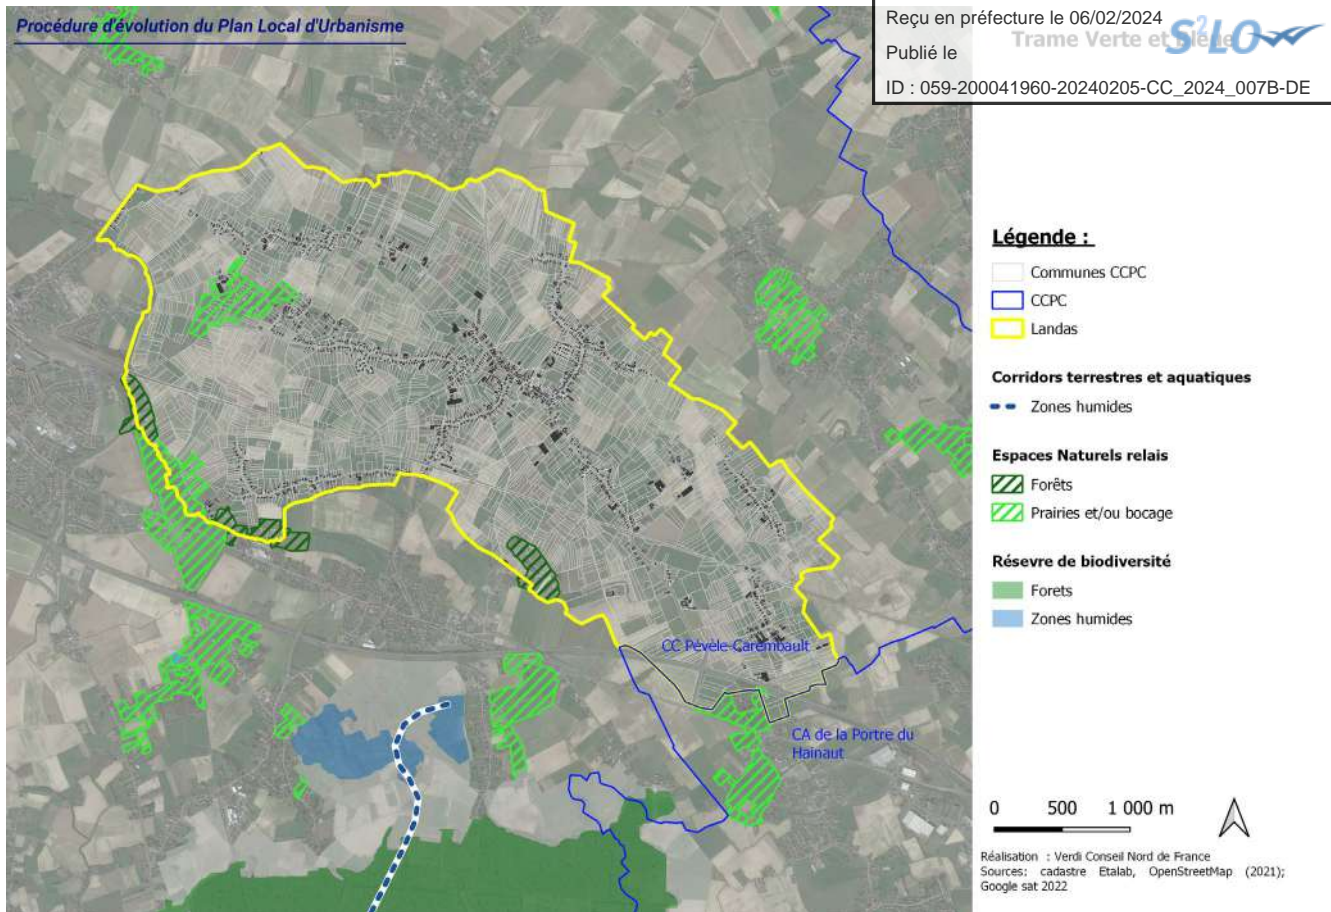 Procédure d'évolution du Plan Local d'Urbanisme
Reçu en préfecture le 06/02/2024
Trame Verte et Bleue
Publié le
S²LO
ID : 059-200041960-20240205-CC_2024_007B-DE
Légende :
Communes CCPC
CCPC
Landas
Corridors terrestres et aquatiques
Zones humides
Espaces Naturels relais
Forêts
Prairies et/ou bocage
Résevre de biodiversité
Forets
Zones humides
CC Pévèle-Carembault
CA de la Portre du
Hainaut
0 500 1 000 m
Réalisation : Verdi Conseil Nord de France
Sources: cadastre Etalab, OpenStreetMap (2021);
Google sat 2022